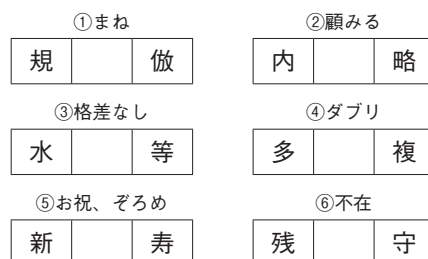 ①まね ②顧みる
規 倣 内 略
③格差なし ④ダブリ
水 等 多 複
⑤お祝、ぞろめ ⑥不在
新 寿 残 守